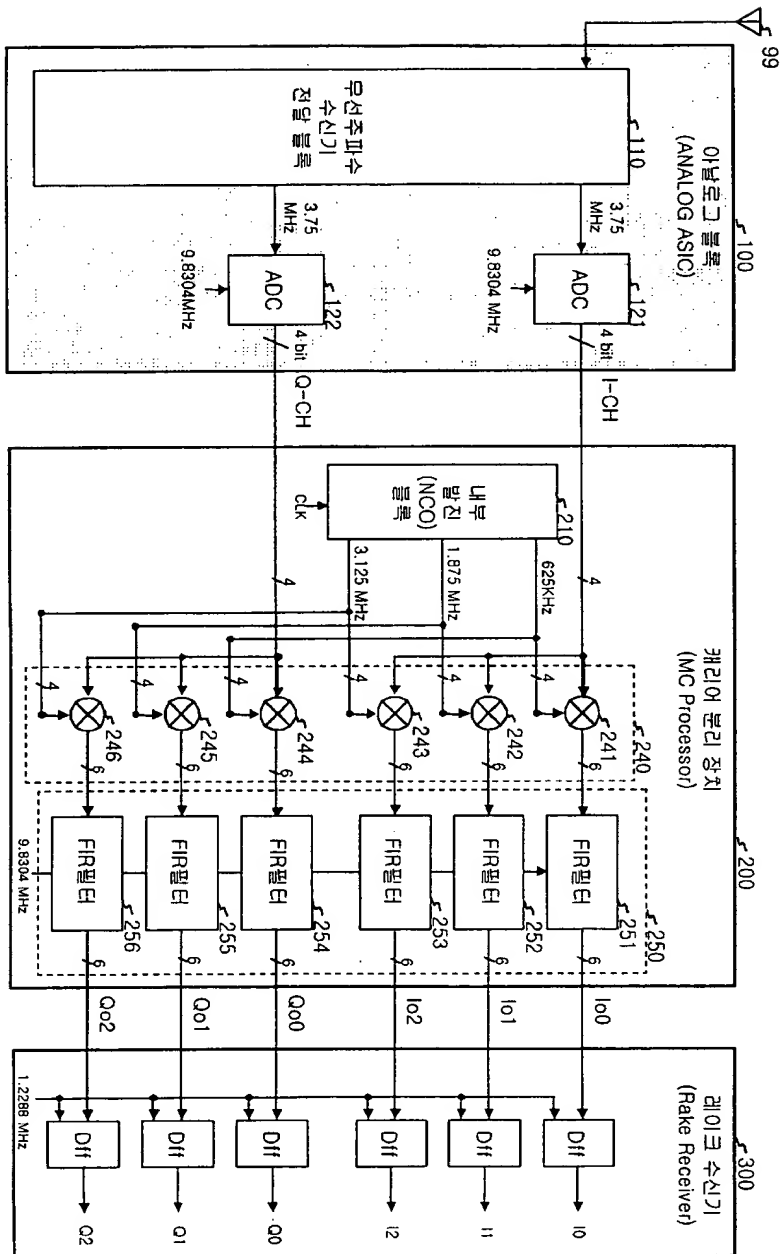 99
아날로그 블록
(ANALOG ASIC)
100
110
무선주파수
수신기
전달 블록
3.75
MHz
3.75
MHz
9.8304 MHz
ADC
121
4 bit
I-CH
9.8304MHz
ADC
122
4 bit
Q-CH
캐리어 분리 장치
(MC Processor)
200
210
내부
발진
(NCO)
블록
CLK
625KHz
1.875 MHz
3.125 MHz
4
4
4
4
4
4
4
4
241
242
243
244
245
246
240
6
6
6
6
6
6
250
FIR필터
251
FIR필터
252
FIR필터
253
FIR필터
254
FIR필터
255
FIR필터
256
9.8304 MHz
6
6
6
6
6
6
Io0
Io1
Io2
Qo0
Qo1
Qo2
레이크 수신기
(Rake Receiver)
300
Dff
Dff
Dff
Dff
Dff
Dff
1.2288 MHz
I0
I1
I2
Q0
Q1
Q2